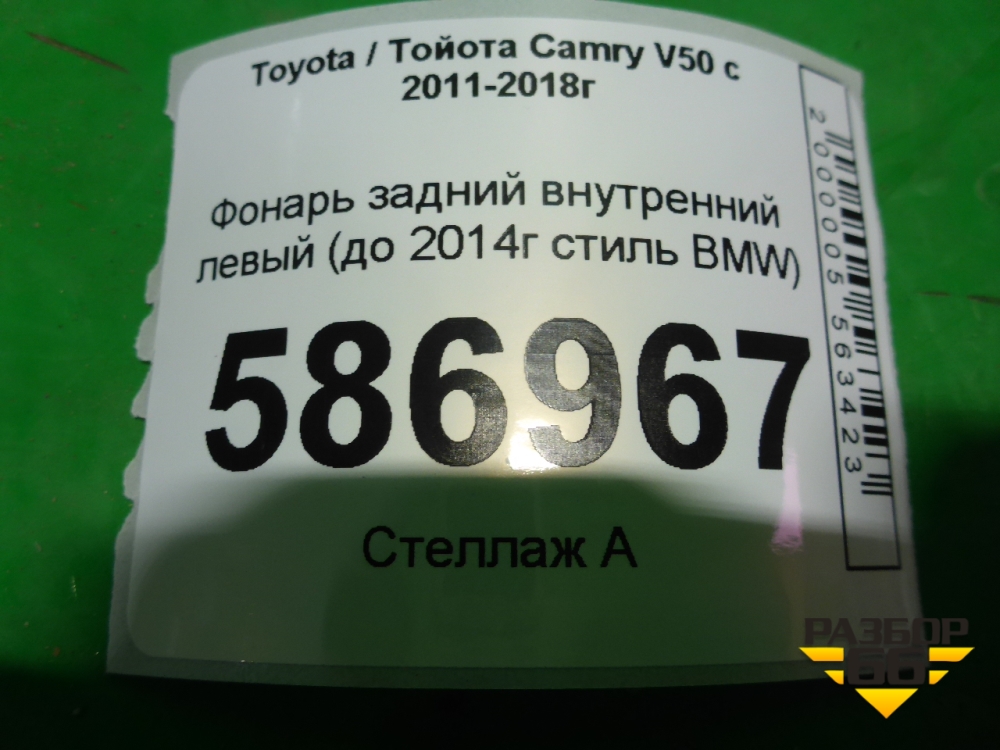 Toyota / Тойота Camry V50 с
2011-2018г
Фонарь задний внутренний
левый (до 2014г стиль BMW)
586967
Стеллаж А
2000005563423
РАЗБОР
66